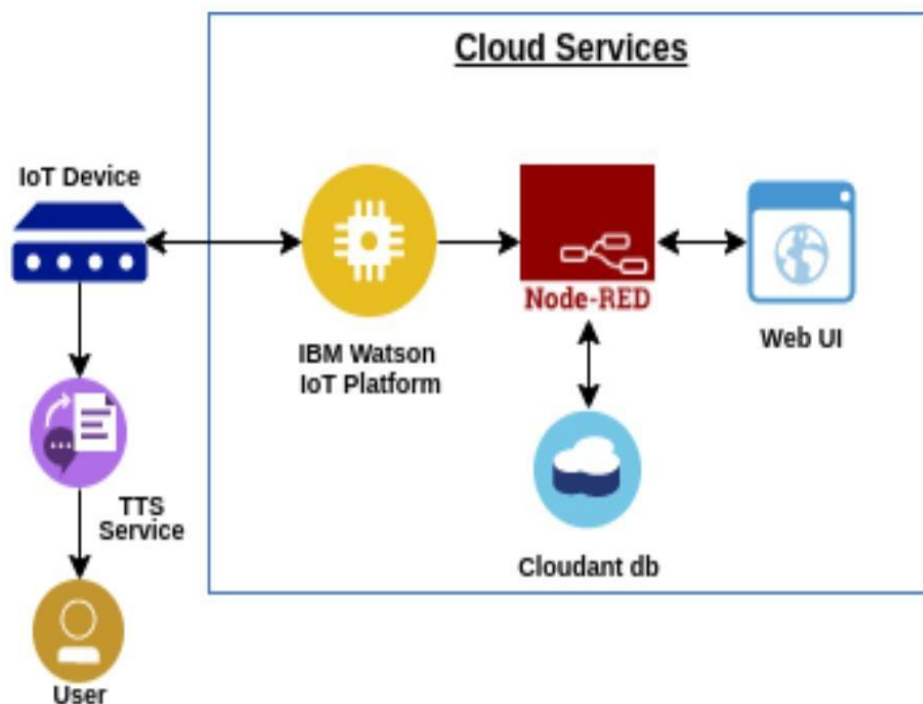 Cloud Services
IoT Device
Node-RED
IBM Watson
IoT Platform
Web UI
TTS
Service
Cloudant db
User